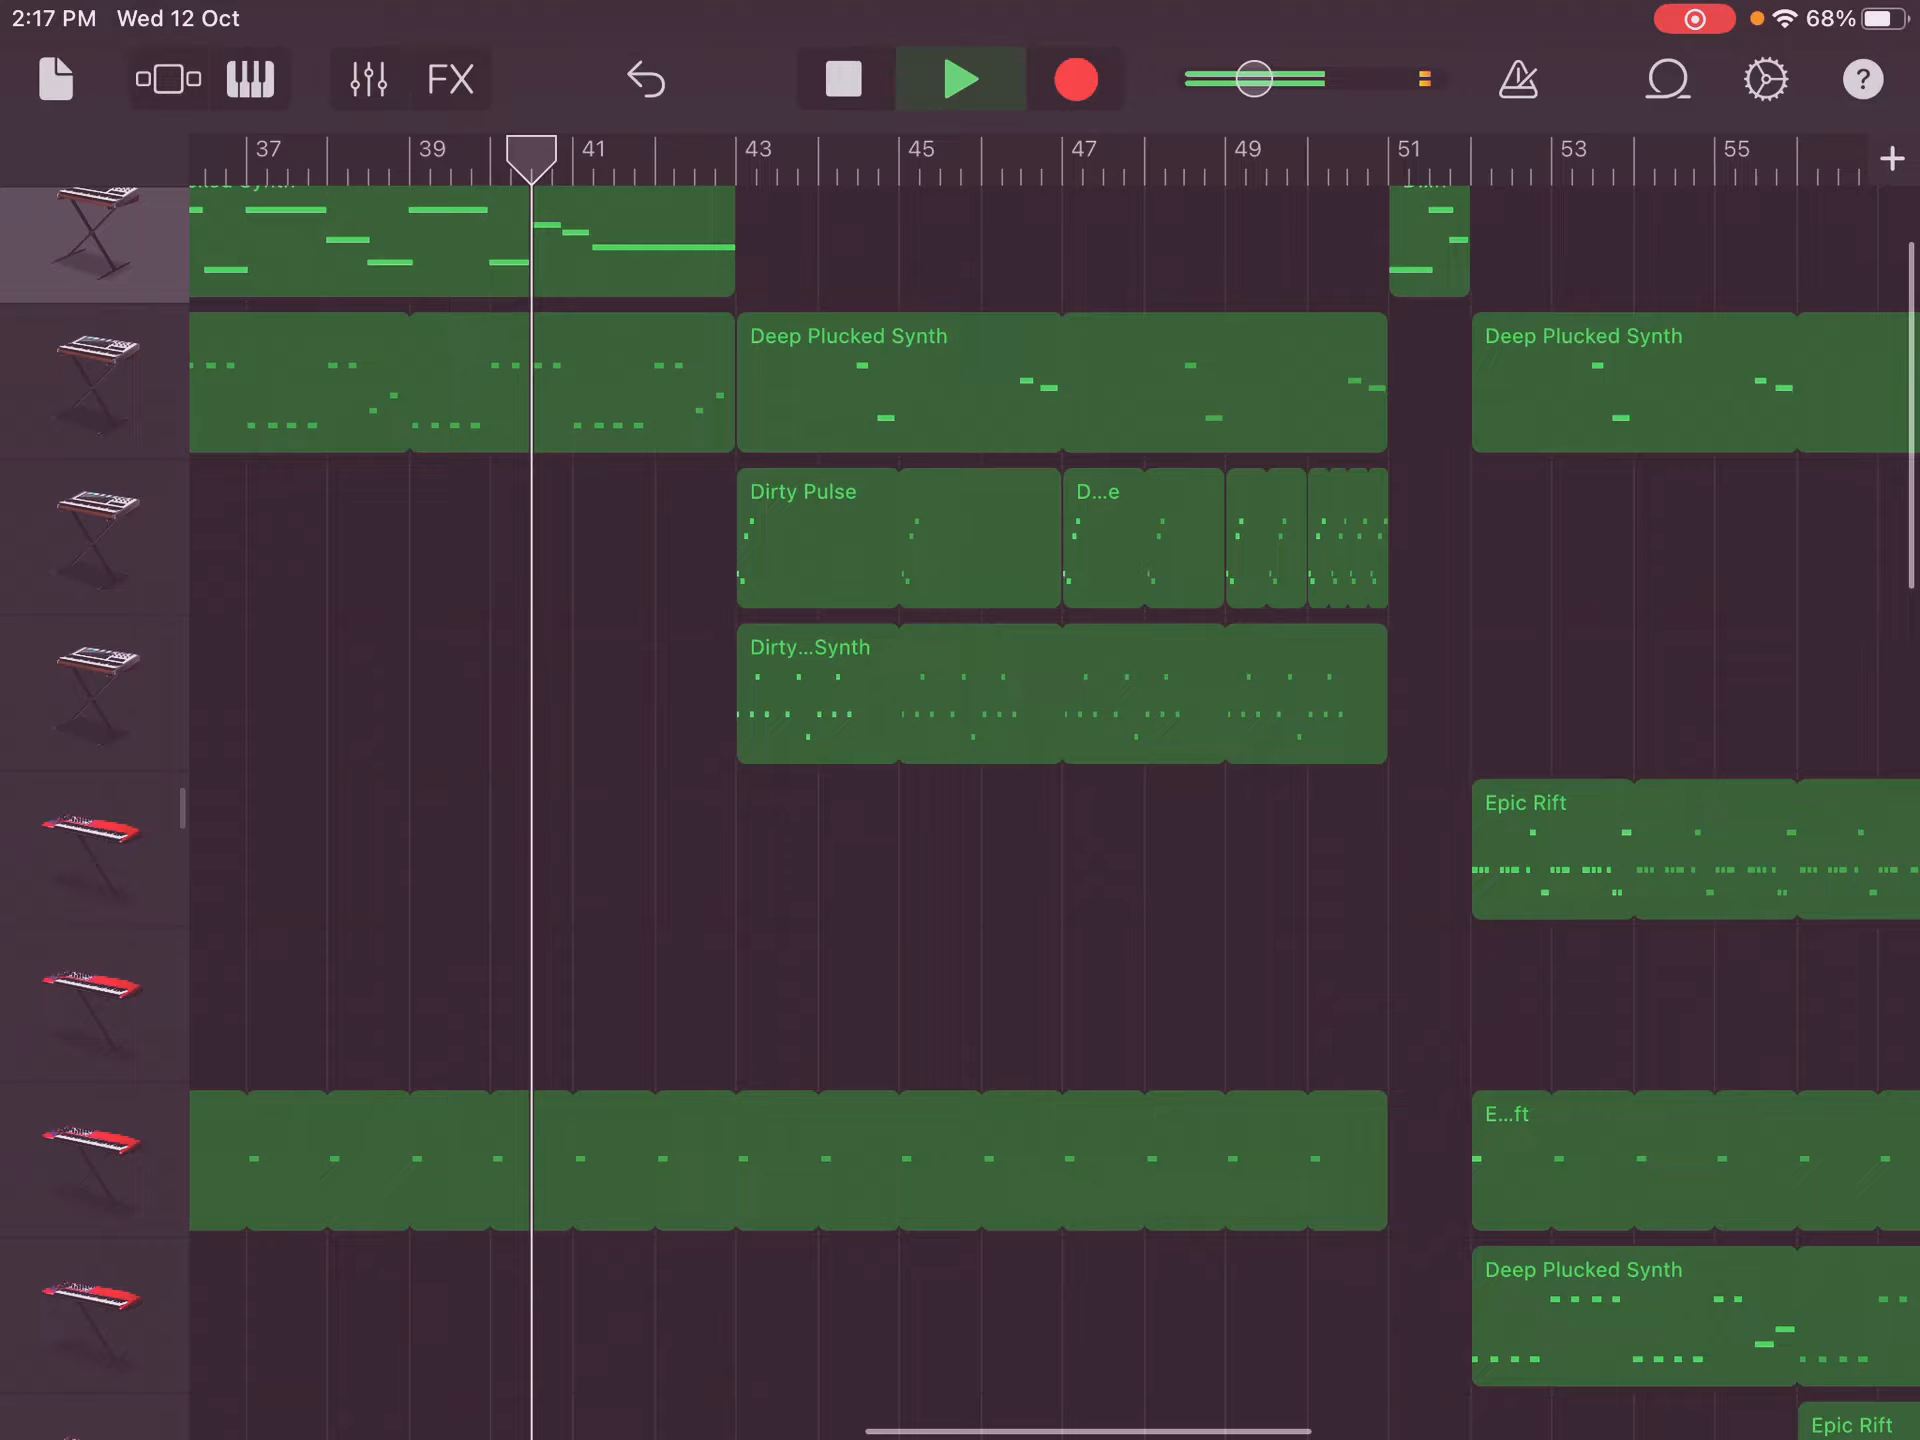 2:17 PM Wed 12 Oct
68%
FX
?
37 39 41 43 45 47 49 51 53 55
Deep Plucked Synth
Deep Plucked Synth
Dirty Pulse
D...e
Dirty...Synth
Epic Rift
E...ft
Deep Plucked Synth
Epic Rift